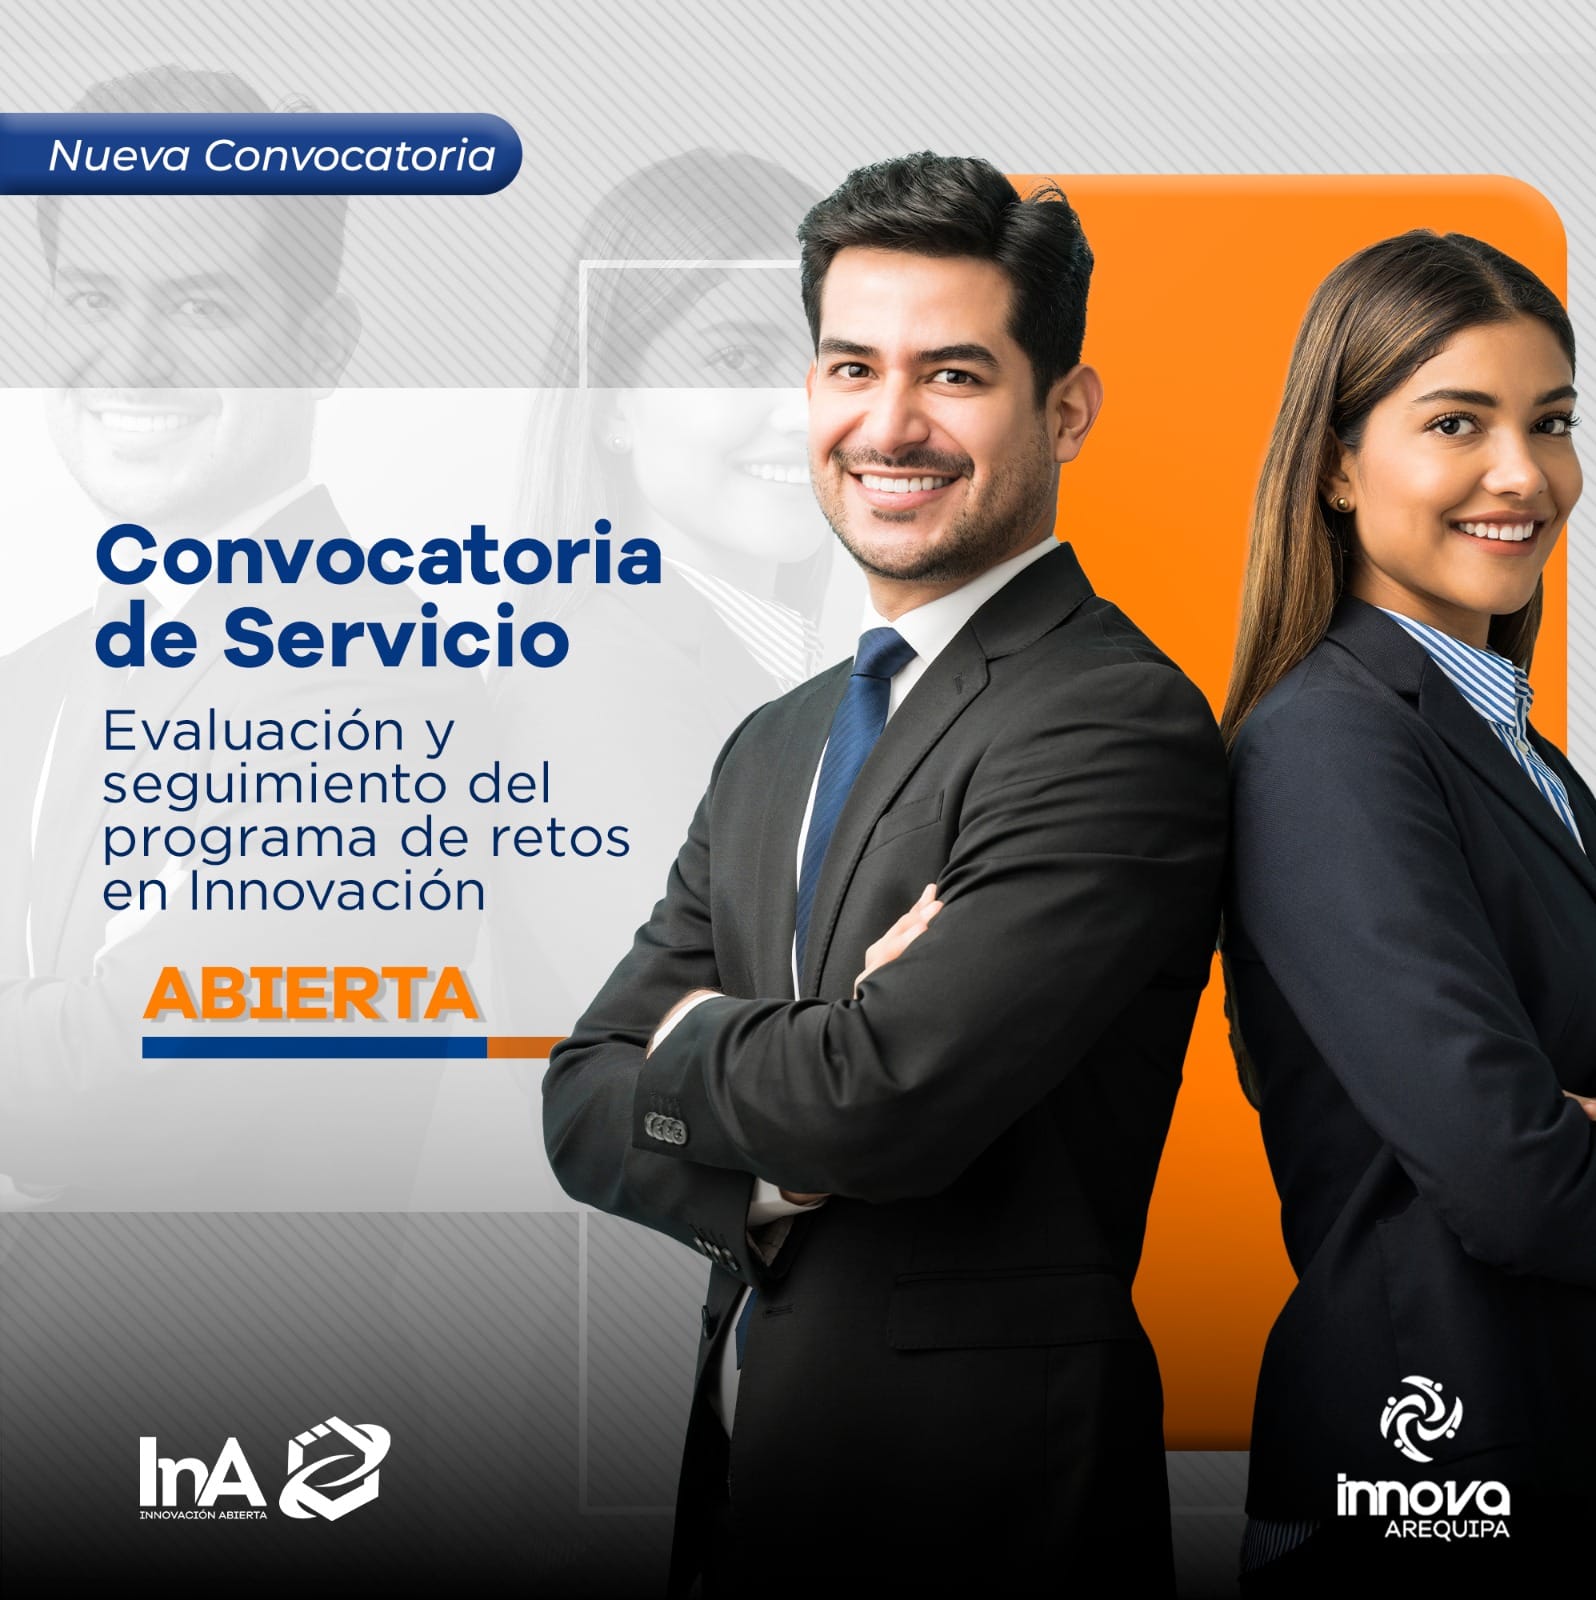 Nueva Convocatoria
Convocatoria
de Servicio
Evaluación y
seguimiento del
programa de retos
en Innovación
ABIERTA
InA
INNOVACIÓN ABIERTA
innova
AREQUIPA